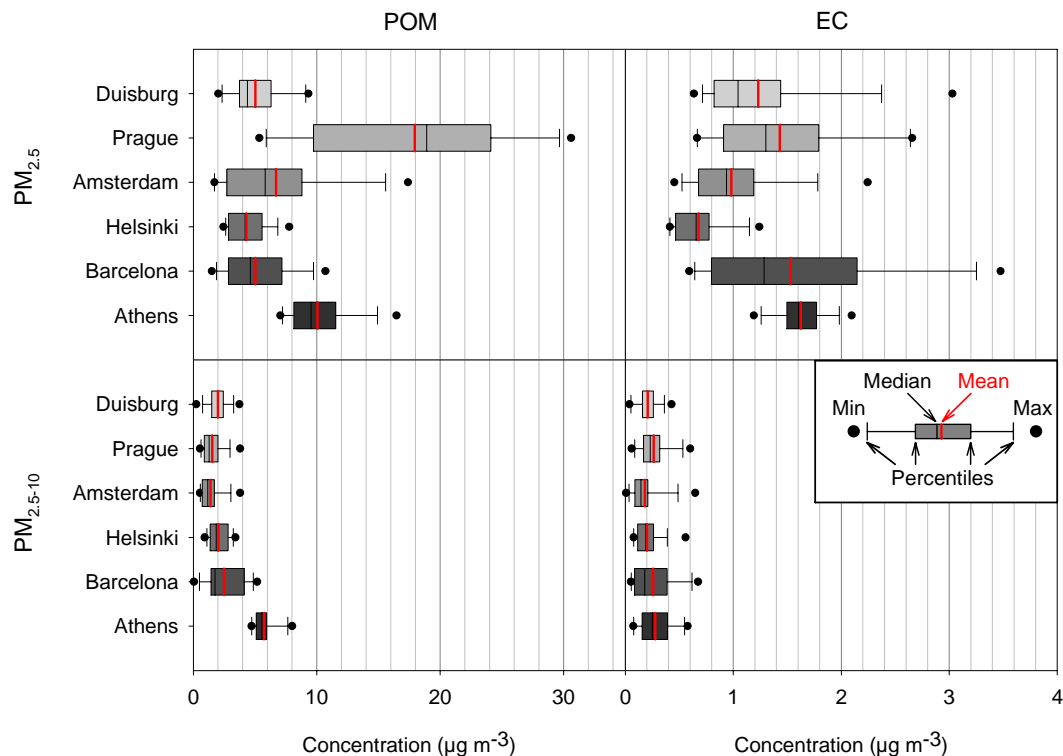 POM EC
PM2.5
Duisburg
Prague
Amsterdam
Helsinki
Barcelona
Athens
PM2.5-10
Duisburg
Prague
Amsterdam
Helsinki
Barcelona
Athens
Median Mean
Min Max
Percentiles
0 10 20 30 0 1 2 3 4
Concentration (µg m-3) Concentration (µg m-3)